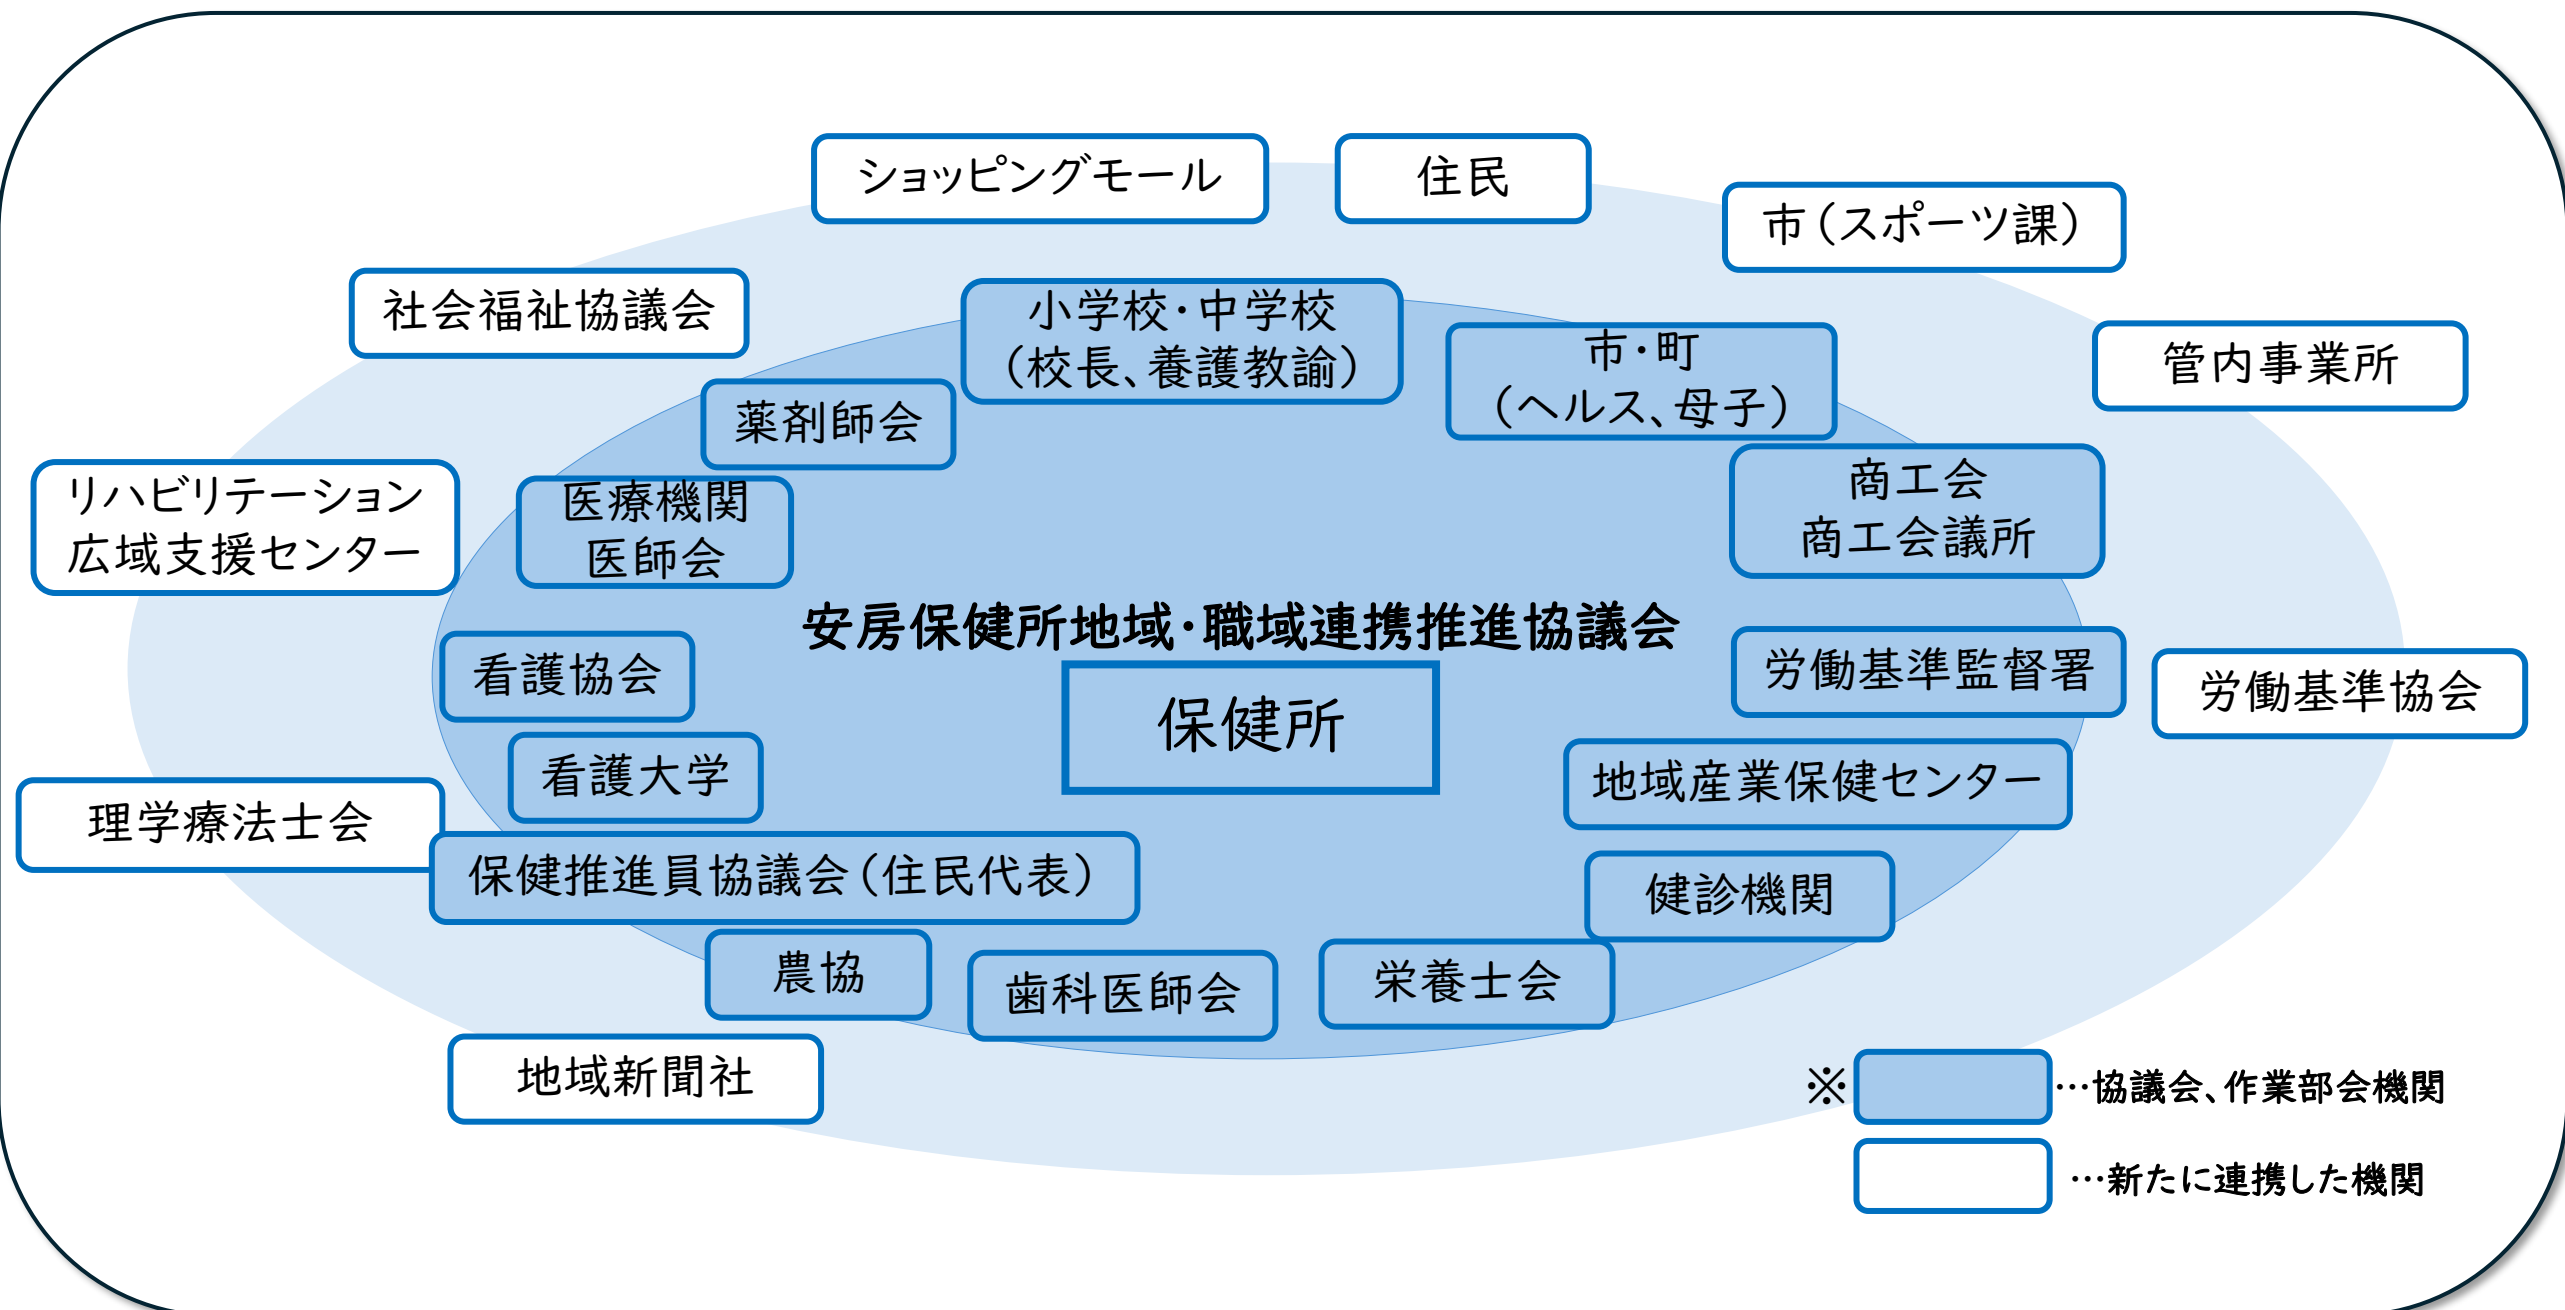 ショッピングモール
住民
市（スポーツ課）
社会福祉協議会
小学校・中学校
（校長、養護教諭）
市・町
（ヘルス、母子）
管内事業所
薬剤師会
商工会
商工会議所
リハビリテーション
広域支援センター
医療機関
医師会
安房保健所地域・職域連携推進協議会
保健所
看護協会
労働基準監督署
労働基準協会
看護大学
地域産業保健センター
理学療法士会
保健推進員協議会（住民代表）
健診機関
農協
歯科医師会
栄養士会
地域新聞社
※ …協議会、作業部会機関
…新たに連携した機関